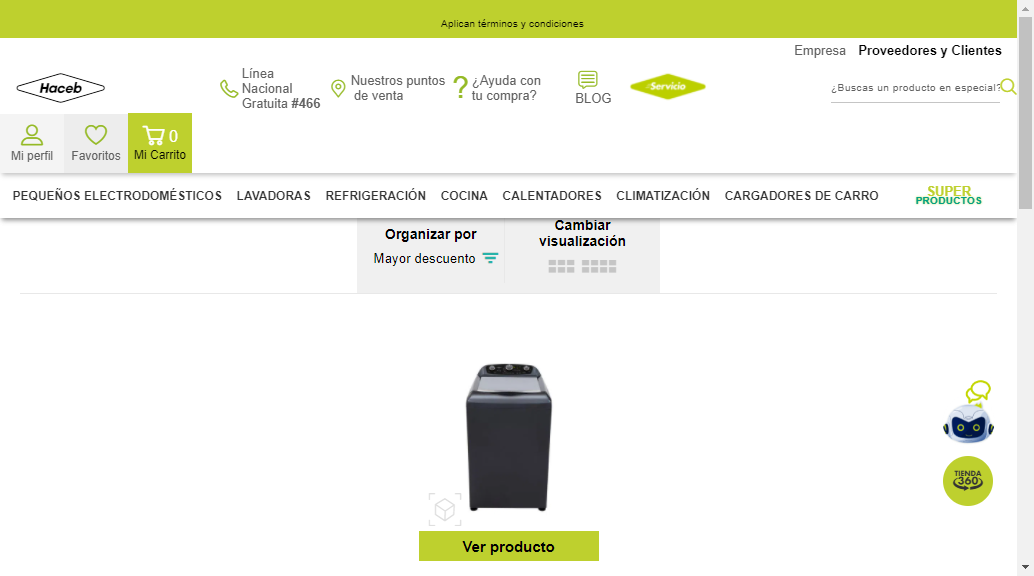 Aplican términos y condiciones
Empresa Proveedores y Clientes
Haceb
Línea
Nacional
Gratuita #466
Nuestros puntos
de venta
¿Ayuda con
tu compra?
BLOG
Servicio
¿Buscas un producto en especial?
Mi perfil
Favoritos
0
Mi Carrito
PEQUEÑOS ELECTRODOMÉSTICOS LAVADORAS REFRIGERACIÓN COCINA CALENTADORES CLIMATIZACIÓN CARGADORES DE CARRO
SUPER
PRODUCTOS
Organizar por
Mayor descuento
Cambiar
visualización
TIENDA
360
Ver producto